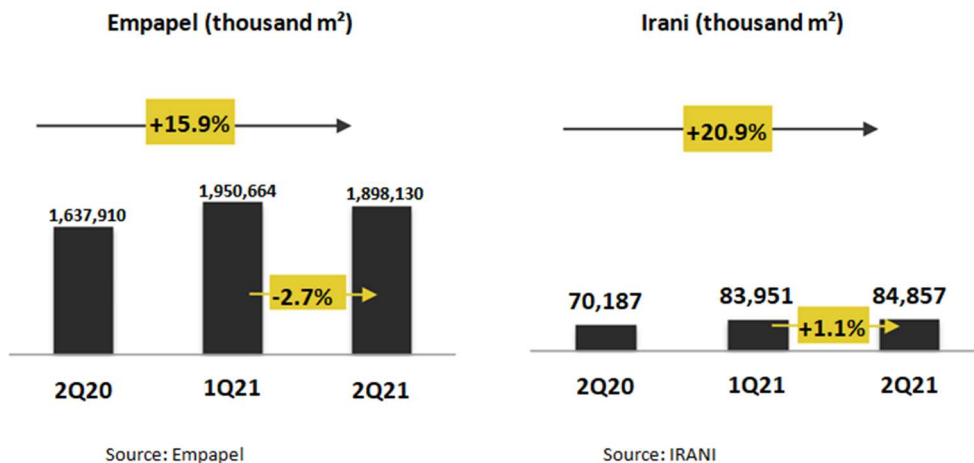 Empapel (thousand m²)
+15.9%
1,637,910
1,950,664
1,898,130
-2.7%
2Q20
1Q21
2Q21
Source: Empapel
Irani (thousand m²)
+20.9%
70,187
83,951
84,857
+1.1%
2Q20
1Q21
2Q21
Source: IRANI